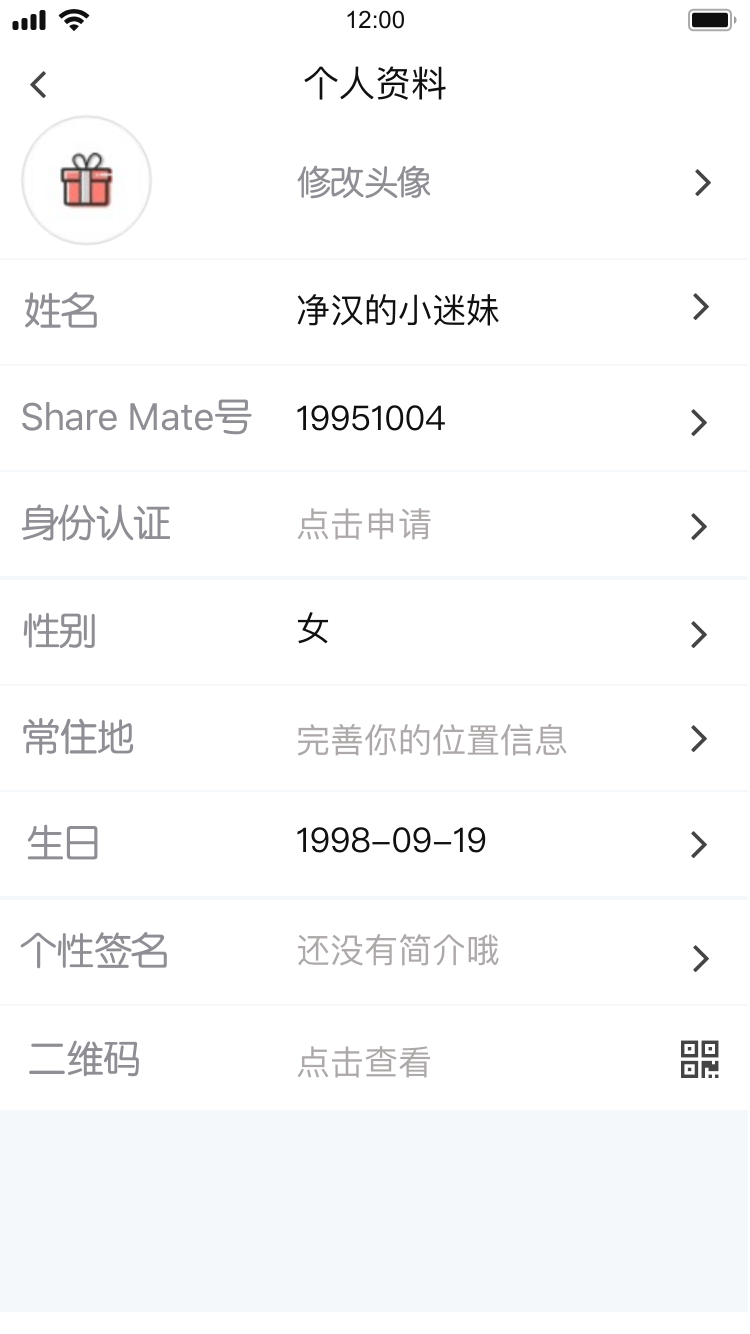 12:00
个人资料
修改头像
姓名 净汉的小迷妹
Share Mate号 19951004
身份认证 点击申请
性别 女
常住地 完善你的位置信息
生日 1998-09-19
个性签名 还没有简介哦
二维码 点击查看